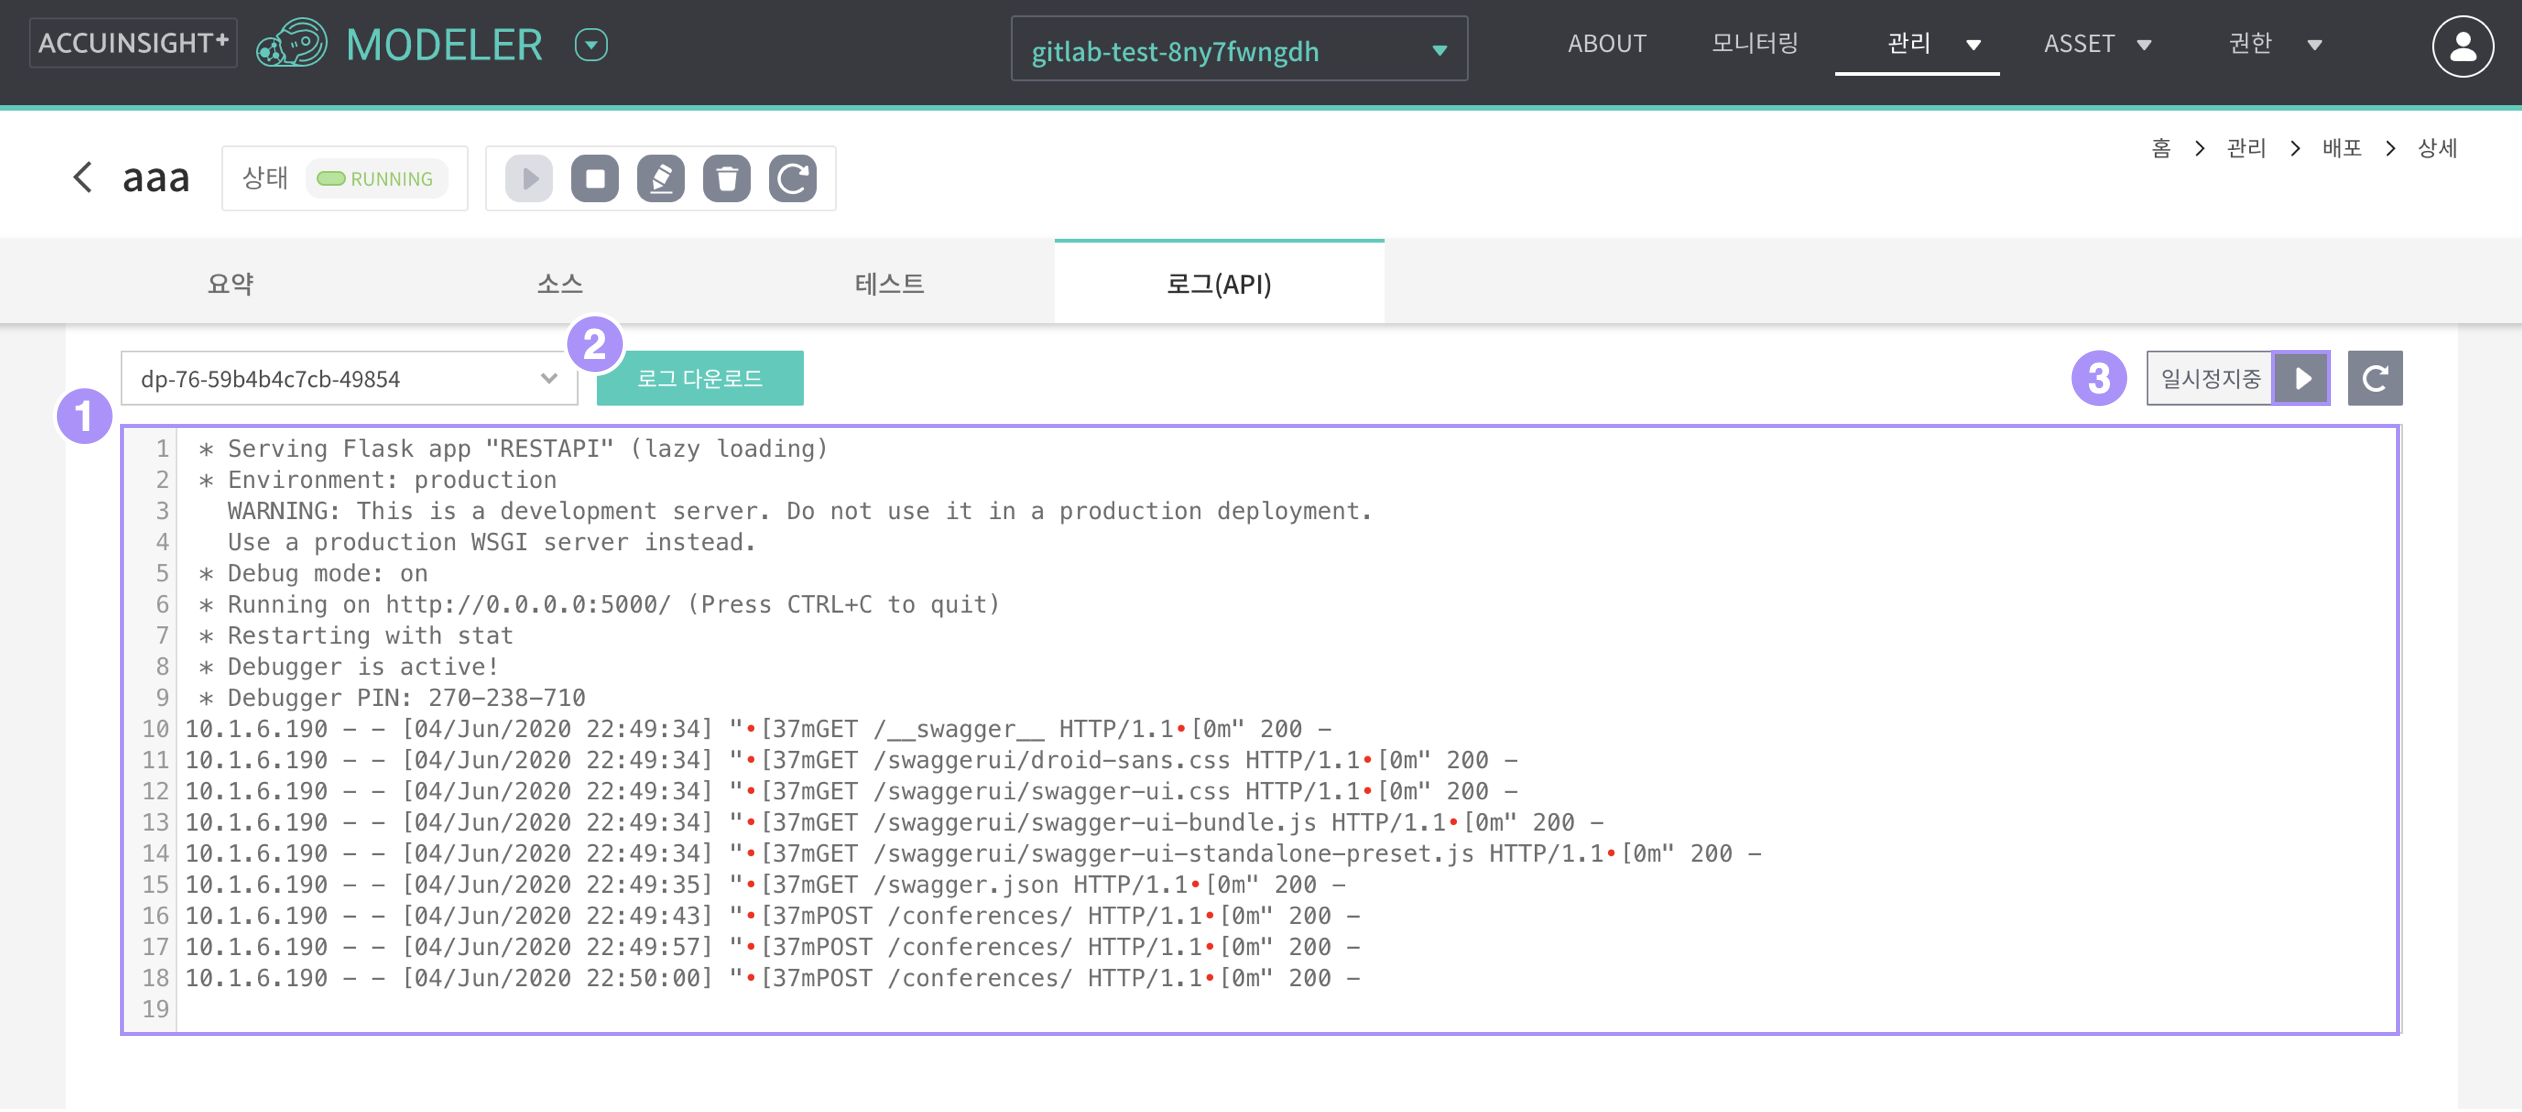 ACCUINSIGHT+ MODELER gitlab-test-8ny7fwngdh ABOUT 모니터링 관리 ASSET 권한
홈 > 관리 > 배포 > 상세
aaa 상태 RUNNING
요약 소스 테스트 로그(API)
2
dp-76-59b4b4c7cb-49854 로그 다운로드 3 일시정지중
1
1 * Serving Flask app "RESTAPI" (lazy loading)
2 * Environment: production
3 WARNING: This is a development server. Do not use it in a production deployment.
4 Use a production WSGI server instead.
5 * Debug mode: on
6 * Running on http://0.0.0.0:5000/ (Press CTRL+C to quit)
7 * Restarting with stat
8 * Debugger is active!
9 * Debugger PIN: 270-238-710
10 10.1.6.190 - - [04/Jun/2020 22:49:34] "•[37mGET /__swagger__ HTTP/1.1•[0m" 200 -
11 10.1.6.190 - - [04/Jun/2020 22:49:34] "•[37mGET /swaggerui/droid-sans.css HTTP/1.1•[0m" 200 -
12 10.1.6.190 - - [04/Jun/2020 22:49:34] "•[37mGET /swaggerui/swagger-ui.css HTTP/1.1•[0m" 200 -
13 10.1.6.190 - - [04/Jun/2020 22:49:34] "•[37mGET /swaggerui/swagger-ui-bundle.js HTTP/1.1•[0m" 200 -
14 10.1.6.190 - - [04/Jun/2020 22:49:34] "•[37mGET /swaggerui/swagger-ui-standalone-preset.js HTTP/1.1•[0m" 200 -
15 10.1.6.190 - - [04/Jun/2020 22:49:35] "•[37mGET /swagger.json HTTP/1.1•[0m" 200 -
16 10.1.6.190 - - [04/Jun/2020 22:49:43] "•[37mPOST /conferences/ HTTP/1.1•[0m" 200 -
17 10.1.6.190 - - [04/Jun/2020 22:49:57] "•[37mPOST /conferences/ HTTP/1.1•[0m" 200 -
18 10.1.6.190 - - [04/Jun/2020 22:50:00] "•[37mPOST /conferences/ HTTP/1.1•[0m" 200 -
19